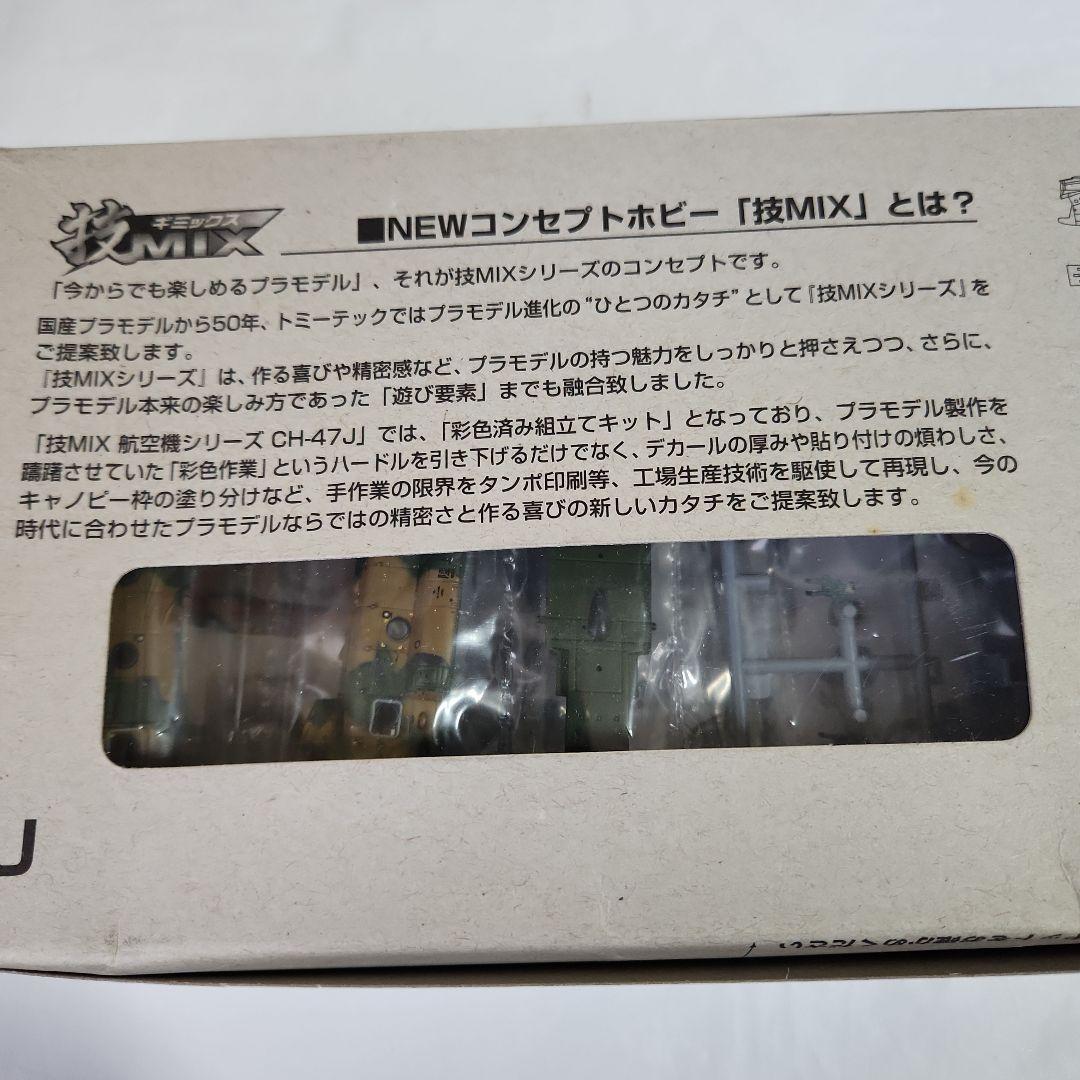 技MIX
ギミックス
■NEWコンセプトホビー「技MIX」とは？
「今からでも楽しめるプラモデル」、それが技MIXシリーズのコンセプトです。
国産プラモデルから50年、トミーテックではプラモデル進化の“ひとつのカタチ”として『技MIXシリーズ』を
ご提案致します。
『技MIXシリーズ』は、作る喜びや精密感など、プラモデルの持つ魅力をしっかりと押さえつつ、さらに、
プラモデル本来の楽しみ方であった「遊び要素」までも融合致しました。
「技MIX 航空機シリーズ CH-47J」では、「彩色済み組立てキット」となっており、プラモデル製作を
躊躇させていた「彩色作業」というハードルを引き下げるだけでなく、デカールの厚みや貼り付けの煩わしさ、
キャノピー枠の塗り分けなど、手作業の限界をタンポ印刷等、工場生産技術を駆使して再現し、今の
時代に合わせたプラモデルならではの精密さと作る喜びの新しいカタチをご提案致します。
J